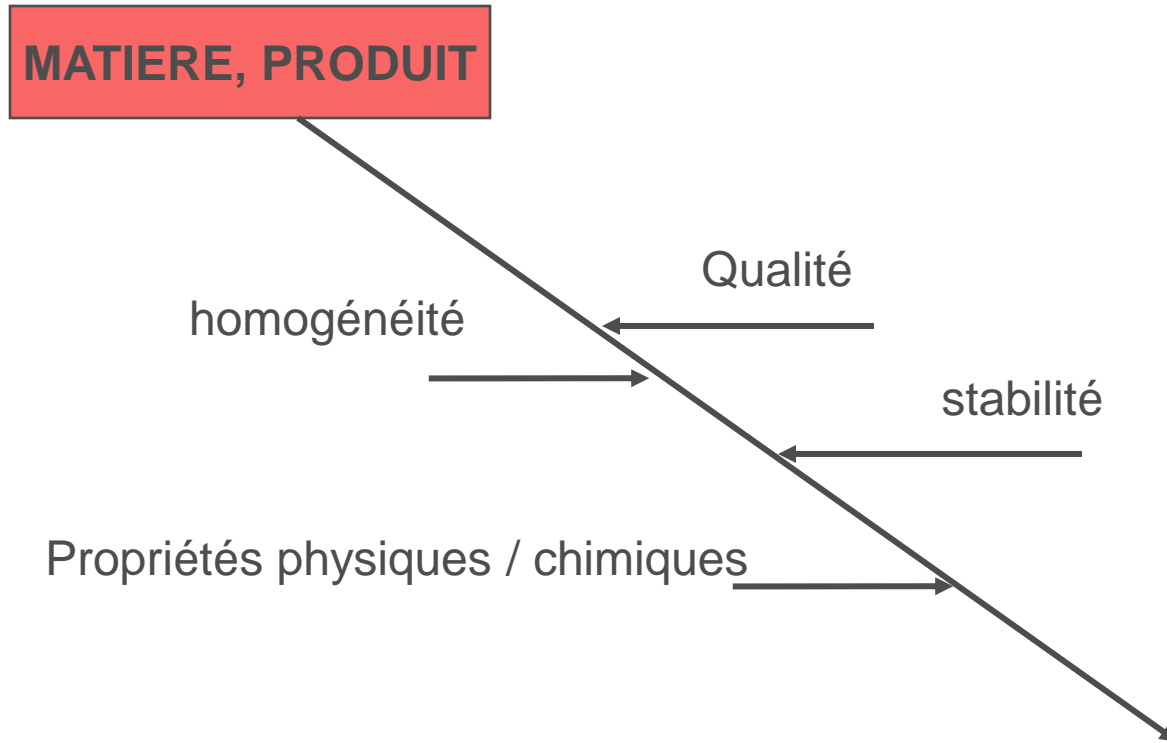 MATIERE, PRODUIT
Qualité
homogénéité
stabilité
Propriétés physiques / chimiques